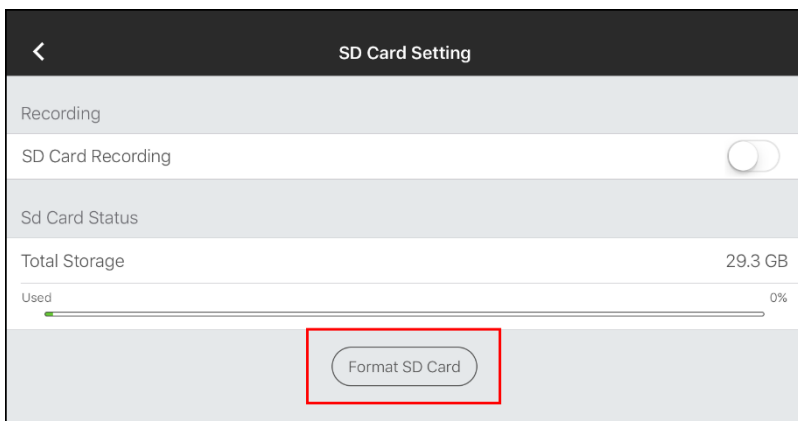 SD Card Setting
Recording
SD Card Recording
Sd Card Status
Total Storage 29.3 GB
Used 0%
Format SD Card